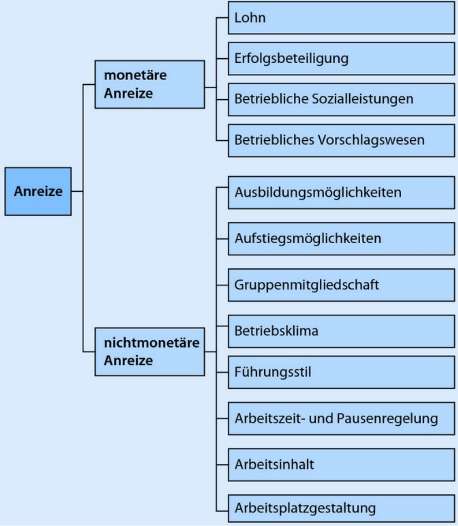 Anreize
monetäre
Anreize
Lohn
Erfolgsbeteiligung
Betriebliche Sozialleistungen
Betriebliches Vorschlagswesen
nichtmonetäre
Anreize
Ausbildungsmöglichkeiten
Aufstiegsmöglichkeiten
Gruppenmitgliedschaft
Betriebsklima
Führungsstil
Arbeitszeit- und Pausenregelung
Arbeitsinhalt
Arbeitsplatzgestaltung